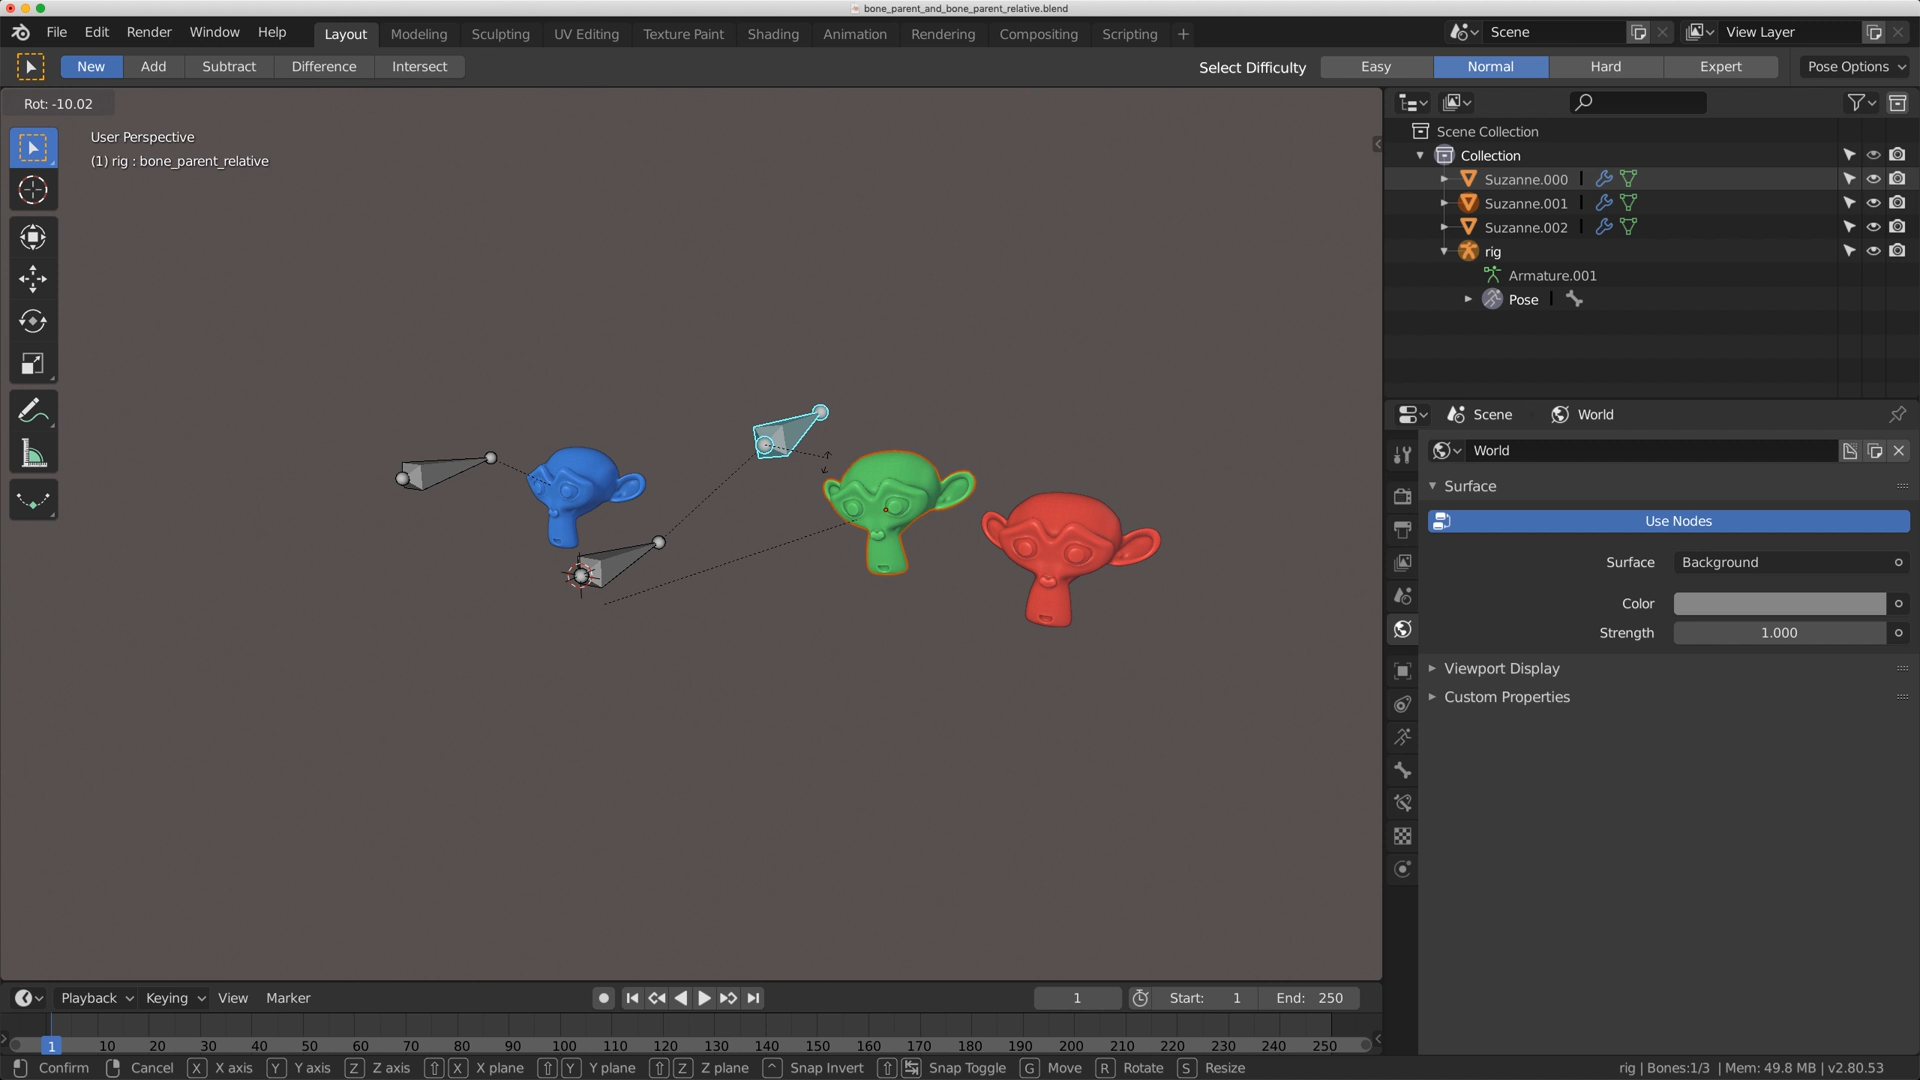 bone_parent_and_bone_parent_relative.blend
File Edit Render Window Help Layout Modeling Sculpting UV Editing Texture Paint Shading Animation Rendering Compositing Scripting + Scene View Layer
New Add Subtract Difference Intersect Select Difficulty Easy Normal Hard Expert Pose Options
Rot: -10.02
User Perspective
(1) rig : bone_parent_relative
Scene Collection
Collection
Suzanne.000
Suzanne.001
Suzanne.002
rig
Armature.001
Pose
Scene World
World
Surface
Use Nodes
Surface Background
Color
Strength 1.000
Viewport Display
Custom Properties
Playback Keying View Marker 1 Start: 1 End: 250
1 10 20 30 40 50 60 70 80 90 100 110 120 130 140 150 160 170 180 190 200 210 220 230 240 250
Confirm Cancel X X axis Y Y axis Z Z axis X X plane Y Y plane Z Z plane Snap Invert Snap Toggle G Move R Rotate S Resize rig | Bones:1/3 | Mem: 49.8 MB | v2.80.53